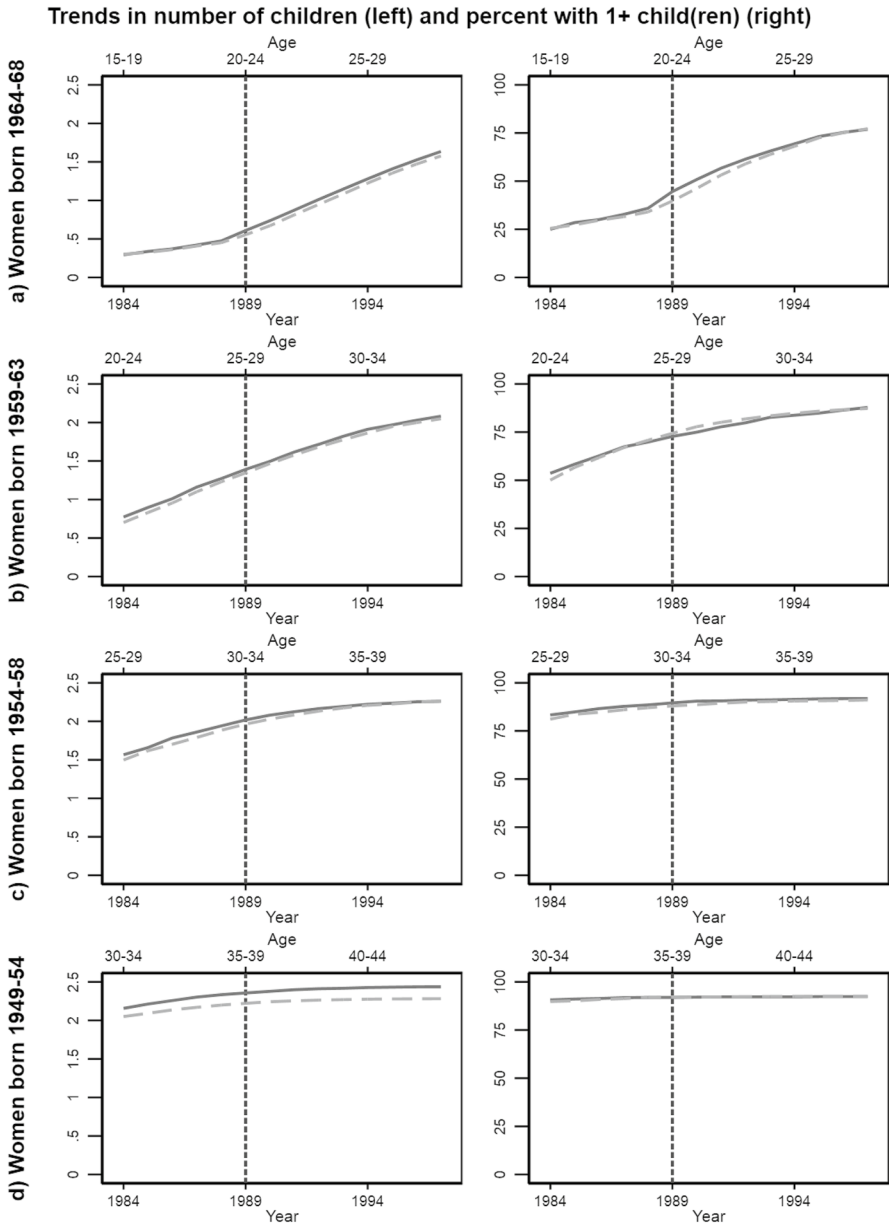 Trends in number of children (left) and percent with 1+ child(ren) (right)
a) Women born 1964-68
Age
15-19 20-24 25-29
2.5
2
1.5
1
.5
0
1984 1989 1994
Year
Age
15-19 20-24 25-29
100
75
50
25
0
1984 1989 1994
Year
b) Women born 1959-63
Age
20-24 25-29 30-34
2.5
2
1.5
1
.5
0
1984 1989 1994
Year
Age
20-24 25-29 30-34
100
75
50
25
0
1984 1989 1994
Year
c) Women born 1954-58
Age
25-29 30-34 35-39
2.5
2
1.5
1
.5
0
1984 1989 1994
Year
Age
25-29 30-34 35-39
100
75
50
25
0
1984 1989 1994
Year
d) Women born 1949-54
Age
30-34 35-39 40-44
2.5
2
1.5
1
.5
0
1984 1989 1994
Year
Age
30-34 35-39 40-44
100
75
50
25
0
1984 1989 1994
Year